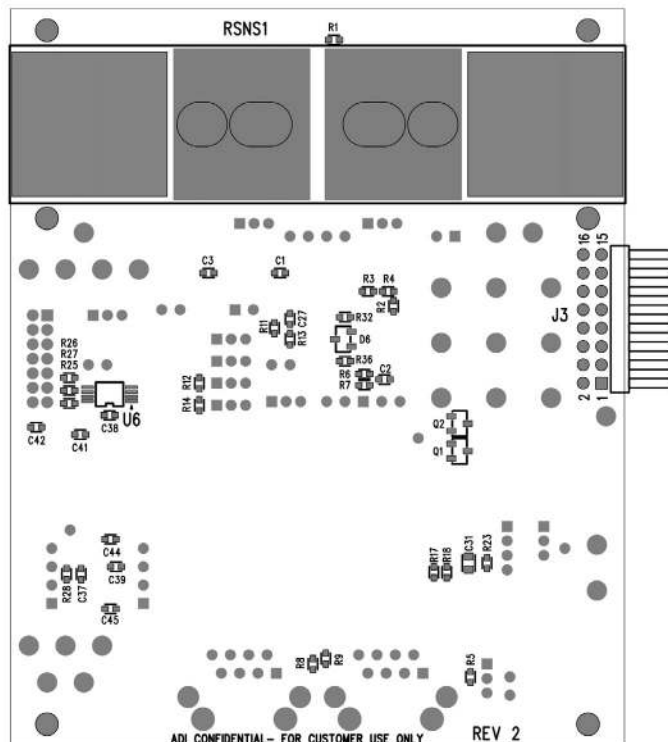 RSNS1
R1
16
15
C3
C1
R3
R4
R2
J3
C27
R11
R13
R32
D6
R26
R27
R25
R36
R6
R7
C2
R12
R14
U6
2
1
C42
C41
C38
Q2
Q1
C44
C39
R28
C37
C45
R17
R18
C31
R23
R8
R9
R5
ADI CONFIDENTIAL- FOR CUSTOMER USE ONLY
REV 2